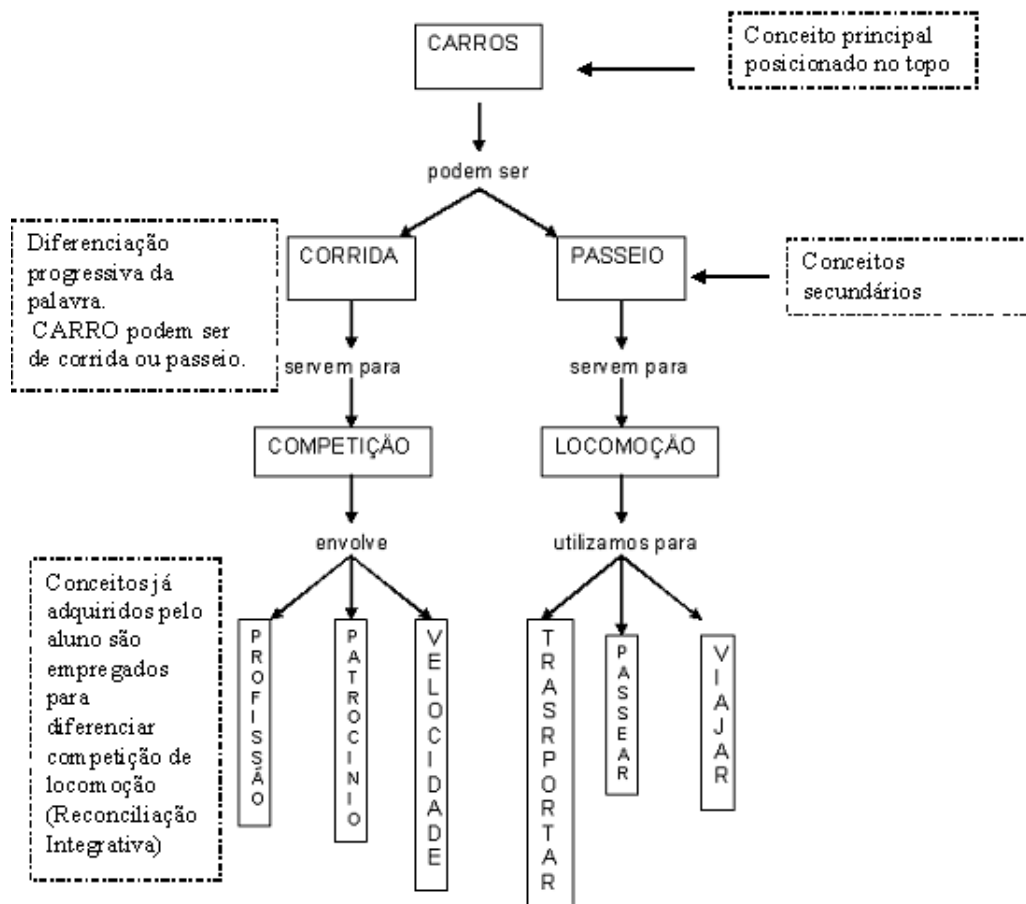 CARROS
Conceito principal
posicionado no topo
podem ser
Diferenciação
progressiva da
palavra.
CARRO podem ser
de corrida ou passeio.
CORRIDA
PASSEIO
Conceitos
secundários
servem para
servem para
COMPETIÇÃO
LOCOMOÇÃO
envolve
utilizamos para
Conceitos já
adquiridos pelo
aluno são
empregados
para
diferenciar
competição de
locomoção
(Reconciliação
Integrativa)
PROFISSÃO
PATROCINIO
VELOCIDADE
TRASRPORTAR
PASSEAR
VIAJAR